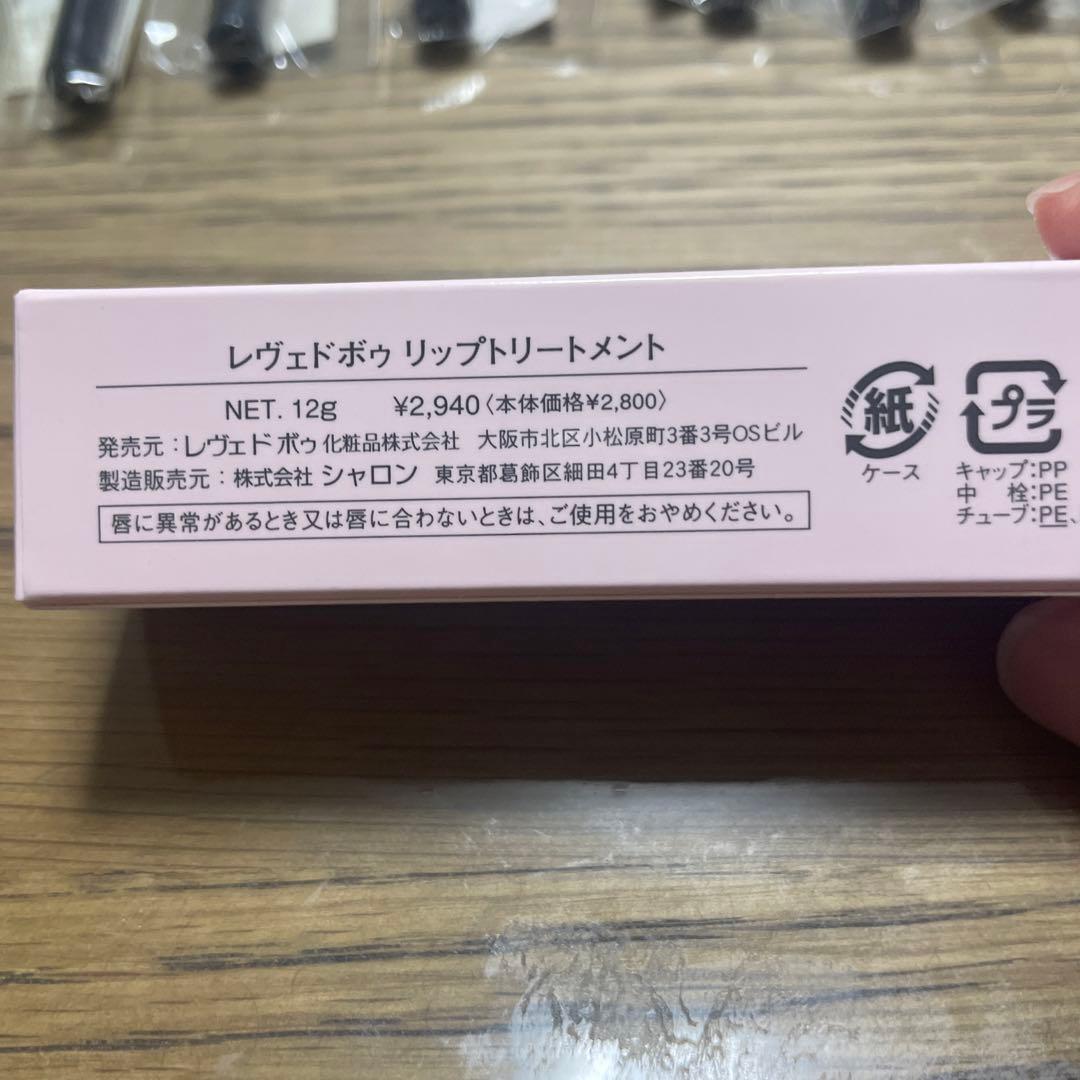 レヴェドボゥ リップトリートメント
NET. 12g ¥2,940〈本体価格¥2,800〉
発売元：レヴェド ボゥ 化粧品株式会社 大阪市北区小松原町3番3号OSビル
製造販売元：株式会社 シャロン 東京都葛飾区細田4丁目23番20号
唇に異常があるとき又は唇に合わないときは、ご使用をおやめください。
紙
ケース
プラ
キャップ：PP
中 栓：PE
チューブ：PE、